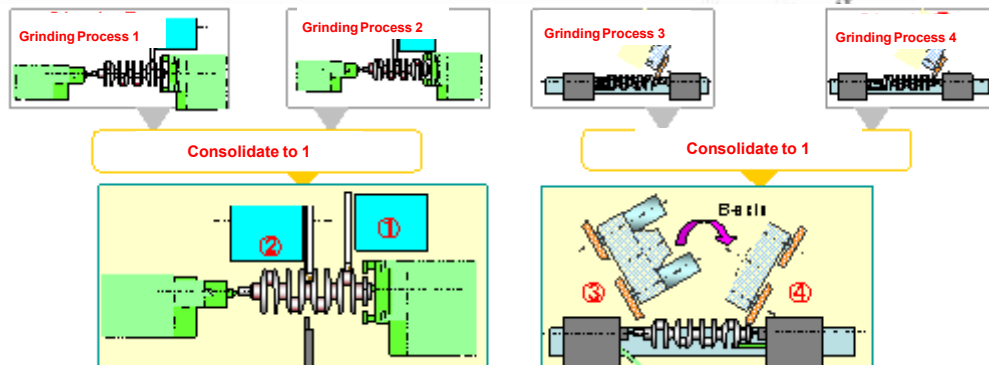 Grinding Process 1
Grinding Process 2
Grinding Process 3
Grinding Process 4
Consolidate to 1
Consolidate to 1
②
①
③
④